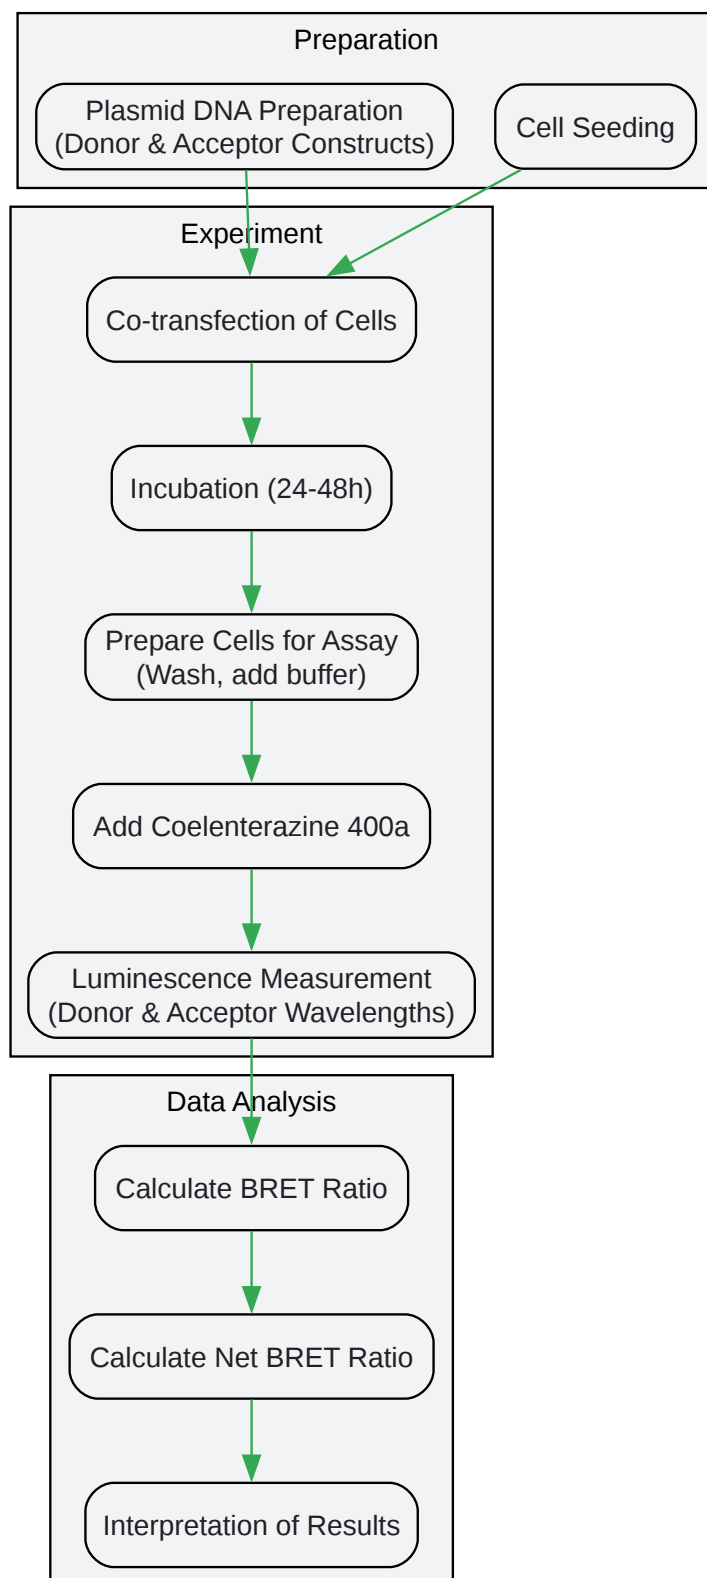 Preparation
Plasmid DNA Preparation
(Donor & Acceptor Constructs)
Cell Seeding
Experiment
Co-transfection of Cells
Incubation (24-48h)
Prepare Cells for Assay
(Wash, add buffer)
Add Coelenterazine 400a
Luminescence Measurement
(Donor & Acceptor Wavelengths)
Data Analysis
Calculate BRET Ratio
Calculate Net BRET Ratio
Interpretation of Results